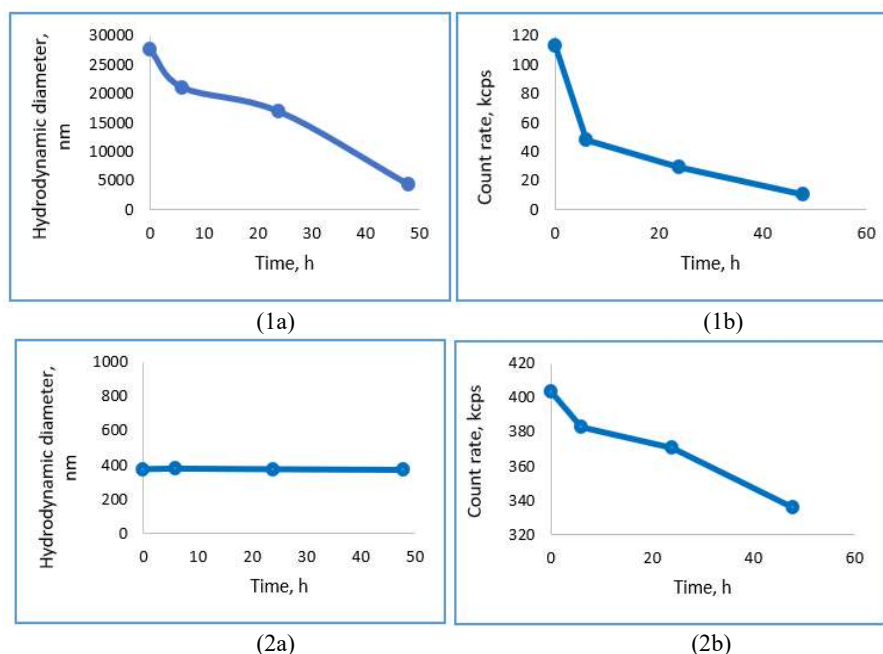 Hydrodynamic diameter,
nm
30000
25000
20000
15000
10000
5000
0
0 10 20 30 40 50
Time, h
(1a)
Count rate, kcps
120
100
80
60
40
20
0
0 20 40 60
Time, h
(1b)
Hydrodynamic diameter,
nm
1000
800
600
400
200
0
0 10 20 30 40 50
Time, h
(2a)
Count rate, kcps
420
400
380
360
340
320
0 20 40 60
Time, h
(2b)